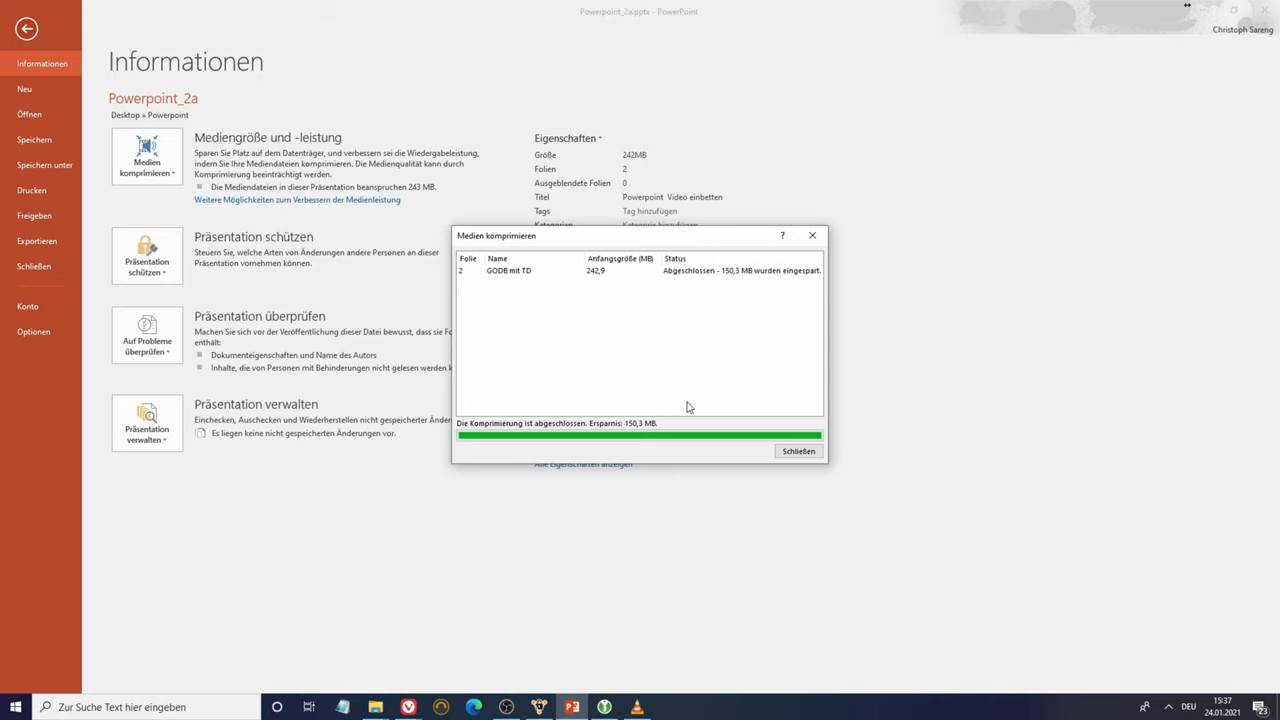 Powerpoint_2a.pptx - PowerPoint
Christoph Sareng
Informationen
Neu
Öffnen
Speichern
Speichern unter
Drucken
Freigeben
Exportieren
Schließen
Konto
Optionen
Informationen
Powerpoint_2a
Desktop » Powerpoint
Medien
komprimieren
Mediengröße und -leistung
Sparen Sie Platz auf dem Datenträger, und verbessern sei die Wiedergabeleistung,
indem Sie Ihre Mediendateien komprimieren. Die Medienqualität kann durch
Komprimierung beeinträchtigt werden.
Die Mediendateien in dieser Präsentation beanspruchen 243 MB.
Weitere Möglichkeiten zum Verbessern der Medienleistung
Präsentation
schützen
Präsentation schützen
Steuern Sie, welche Arten von Änderungen andere Personen an dieser
Präsentation vornehmen können.
Auf Probleme
überprüfen
Präsentation überprüfen
Machen Sie sich vor der Veröffentlichung dieser Datei bewusst, dass sie Fo
enthält:
Dokumenteigenschaften und Name des Autors
Inhalte, die von Personen mit Behinderungen nicht gelesen werden k
Präsentation
verwalten
Präsentation verwalten
Einchecken, Auschecken und Wiederherstellen nicht gespeicherter Änder
Es liegen keine nicht gespeicherten Änderungen vor.
Eigenschaften
Größe 242MB
Folien 2
Ausgeblendete Folien 0
Titel Powerpoint Video einbetten
Tags Tag hinzufügen
Kategorien Kategorie hinzufügen
Medien komprimieren ?
Folie Name Anfangsgröße (MB) Status
2 GODB mit TD 242,9 Abgeschlossen - 150,3 MB wurden eingespart.
Die Komprimierung ist abgeschlossen. Ersparnis: 150,3 MB.
Schließen
Alle Eigenschaften anzeigen
Zur Suche Text hier eingeben
DEU
15:37
24.01.2021
23